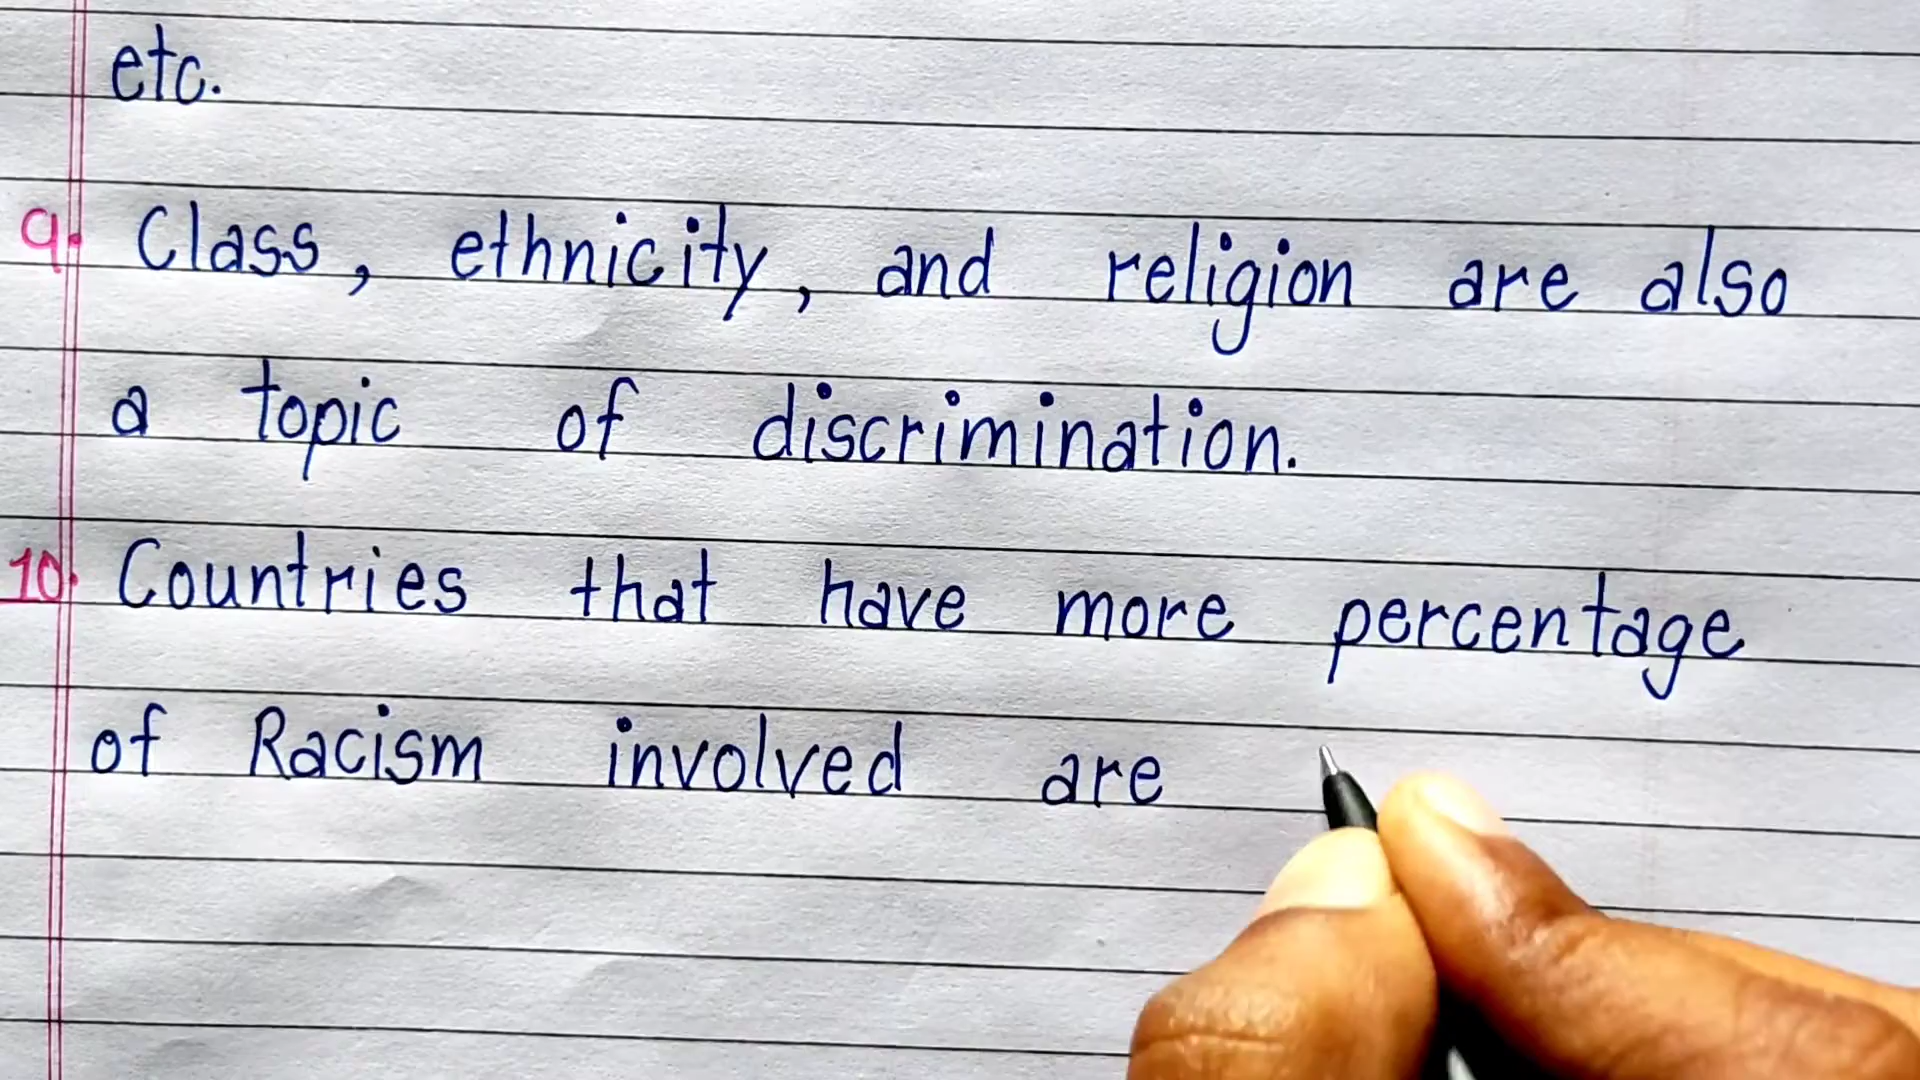 etc.
9. Class, ethnicity, and religion are also
a topic of discrimination.
10. Countries that have more percentage
of Racism involved are